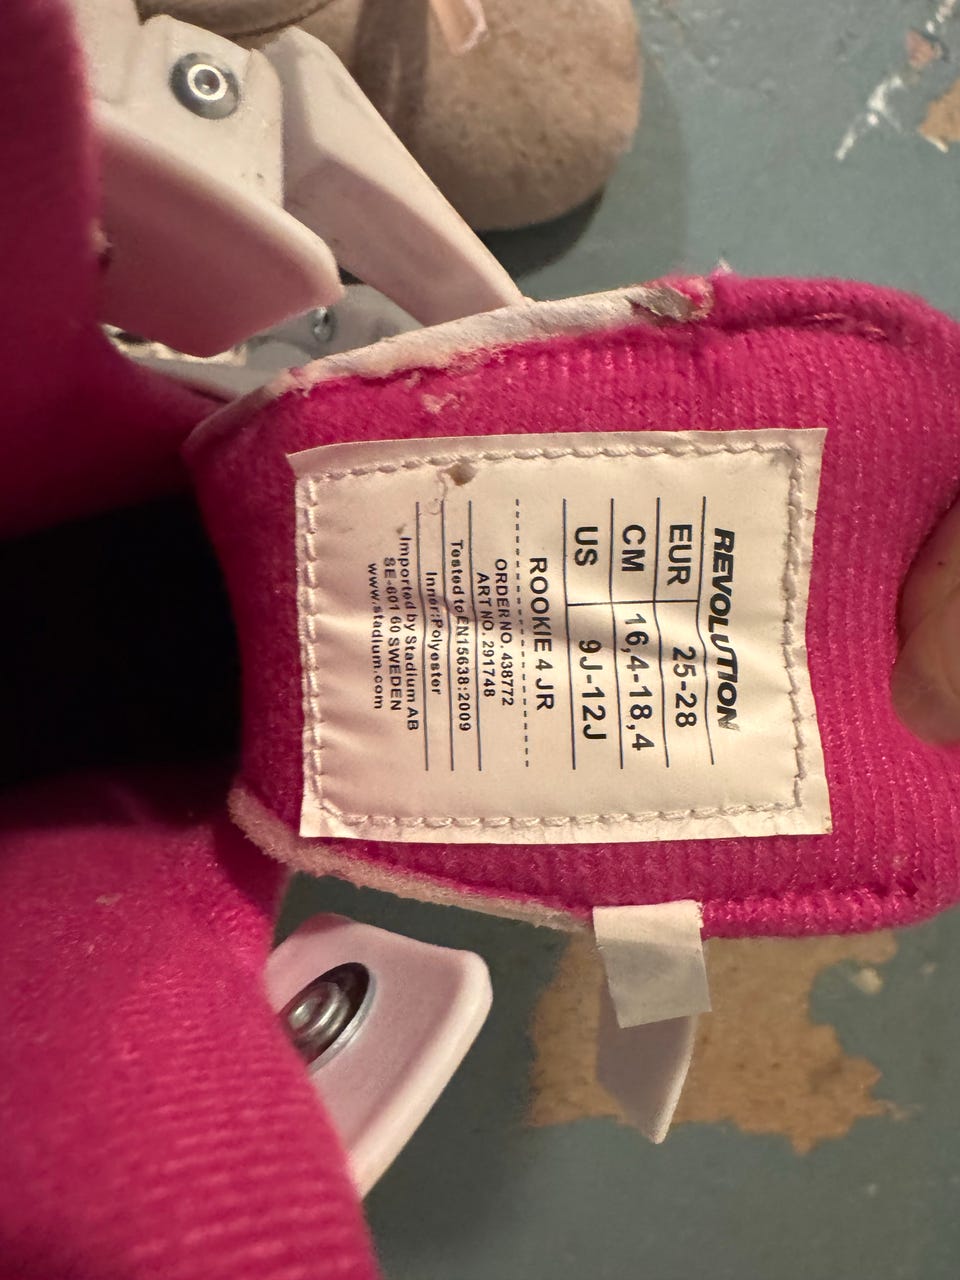 REVOLUTION
EUR 25-28
CM 16,4-18,4
US 9J-12J
ROOKIE 4 JR
ORDER NO. 438772
ART NO. 291748
Tested to EN15638:2009
Inner:Polyester
Imported by Stadium AB
SE-601 60 SWEDEN
www.stadium.com